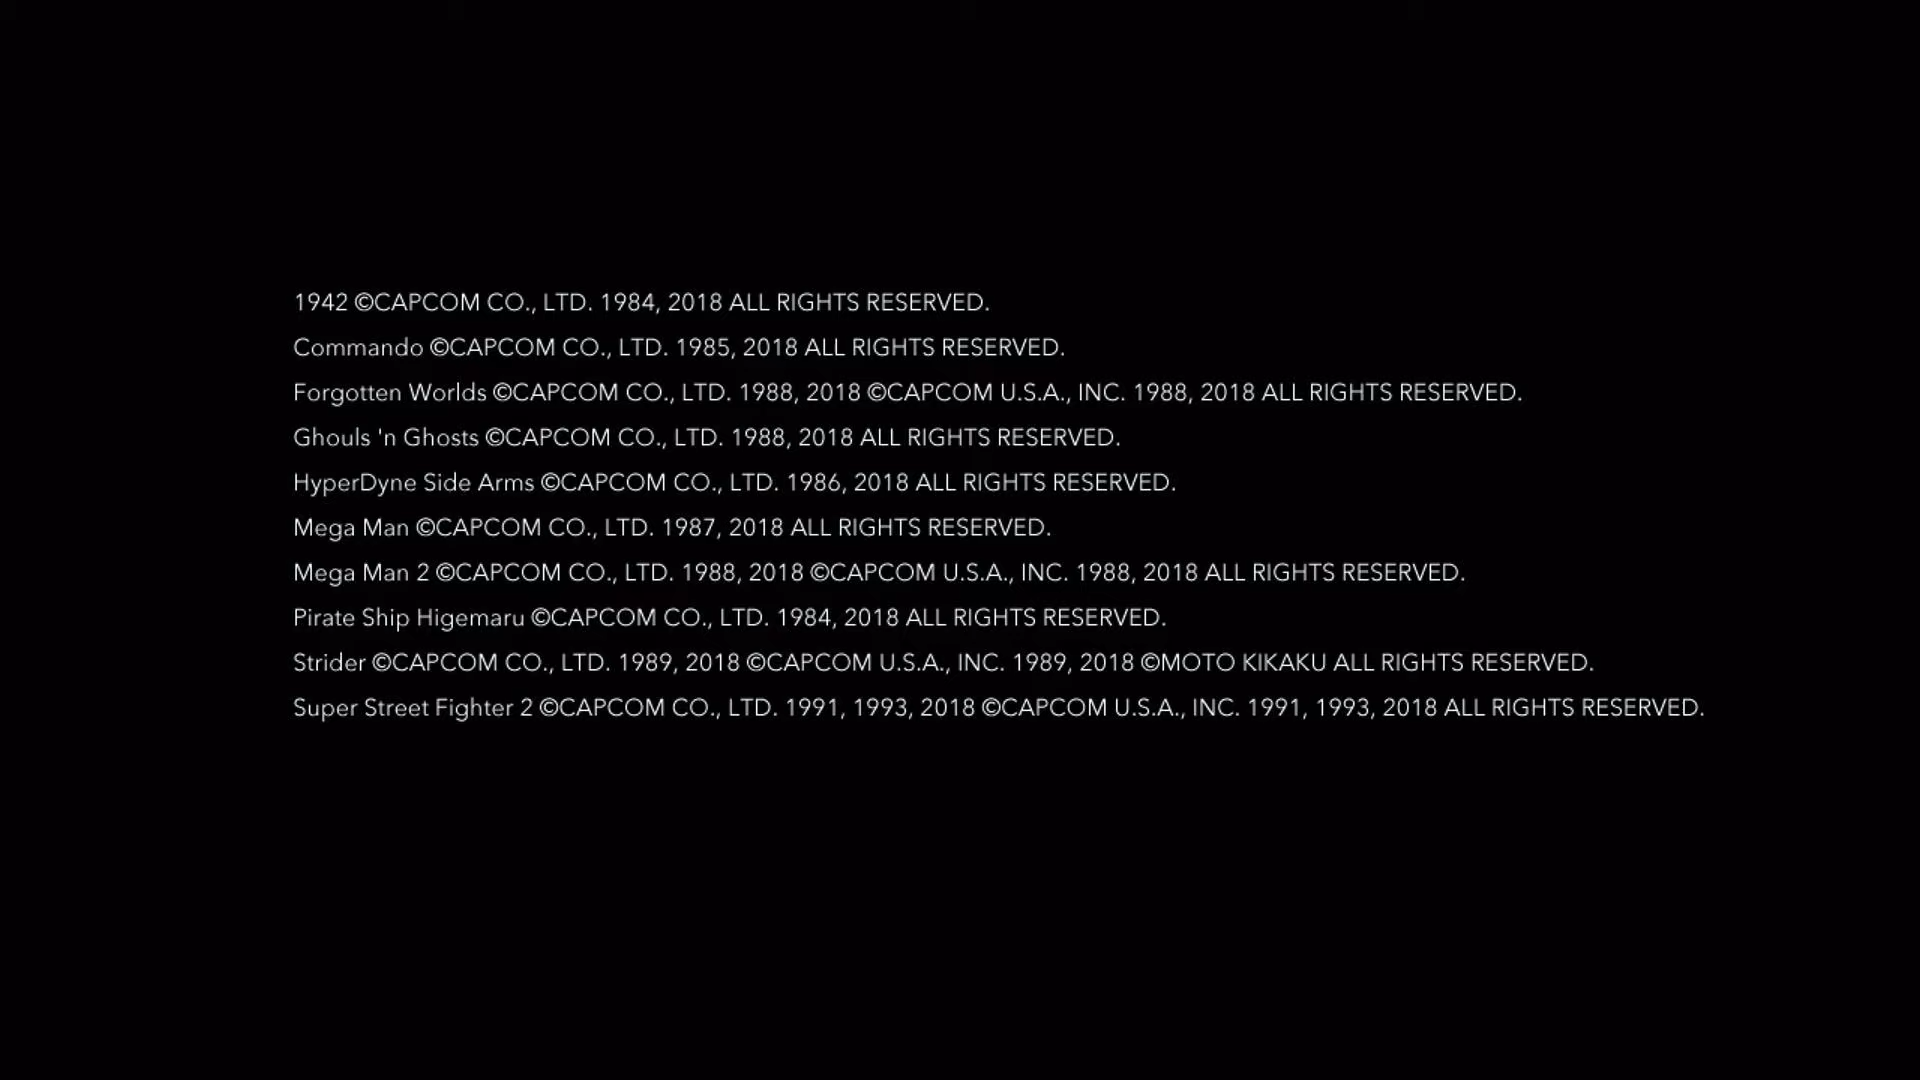 1942 ©CAPCOM CO., LTD. 1984, 2018 ALL RIGHTS RESERVED.
Commando ©CAPCOM CO., LTD. 1985, 2018 ALL RIGHTS RESERVED.
Forgotten Worlds ©CAPCOM CO., LTD. 1988, 2018 ©CAPCOM U.S.A., INC. 1988, 2018 ALL RIGHTS RESERVED.
Ghouls 'n Ghosts ©CAPCOM CO., LTD. 1988, 2018 ALL RIGHTS RESERVED.
HyperDyne Side Arms ©CAPCOM CO., LTD. 1986, 2018 ALL RIGHTS RESERVED.
Mega Man ©CAPCOM CO., LTD. 1987, 2018 ALL RIGHTS RESERVED.
Mega Man 2 ©CAPCOM CO., LTD. 1988, 2018 ©CAPCOM U.S.A., INC. 1988, 2018 ALL RIGHTS RESERVED.
Pirate Ship Higemaru ©CAPCOM CO., LTD. 1984, 2018 ALL RIGHTS RESERVED.
Strider ©CAPCOM CO., LTD. 1989, 2018 ©CAPCOM U.S.A., INC. 1989, 2018 ©MOTO KIKAKU ALL RIGHTS RESERVED.
Super Street Fighter 2 ©CAPCOM CO., LTD. 1991, 1993, 2018 ©CAPCOM U.S.A., INC. 1991, 1993, 2018 ALL RIGHTS RESERVED.